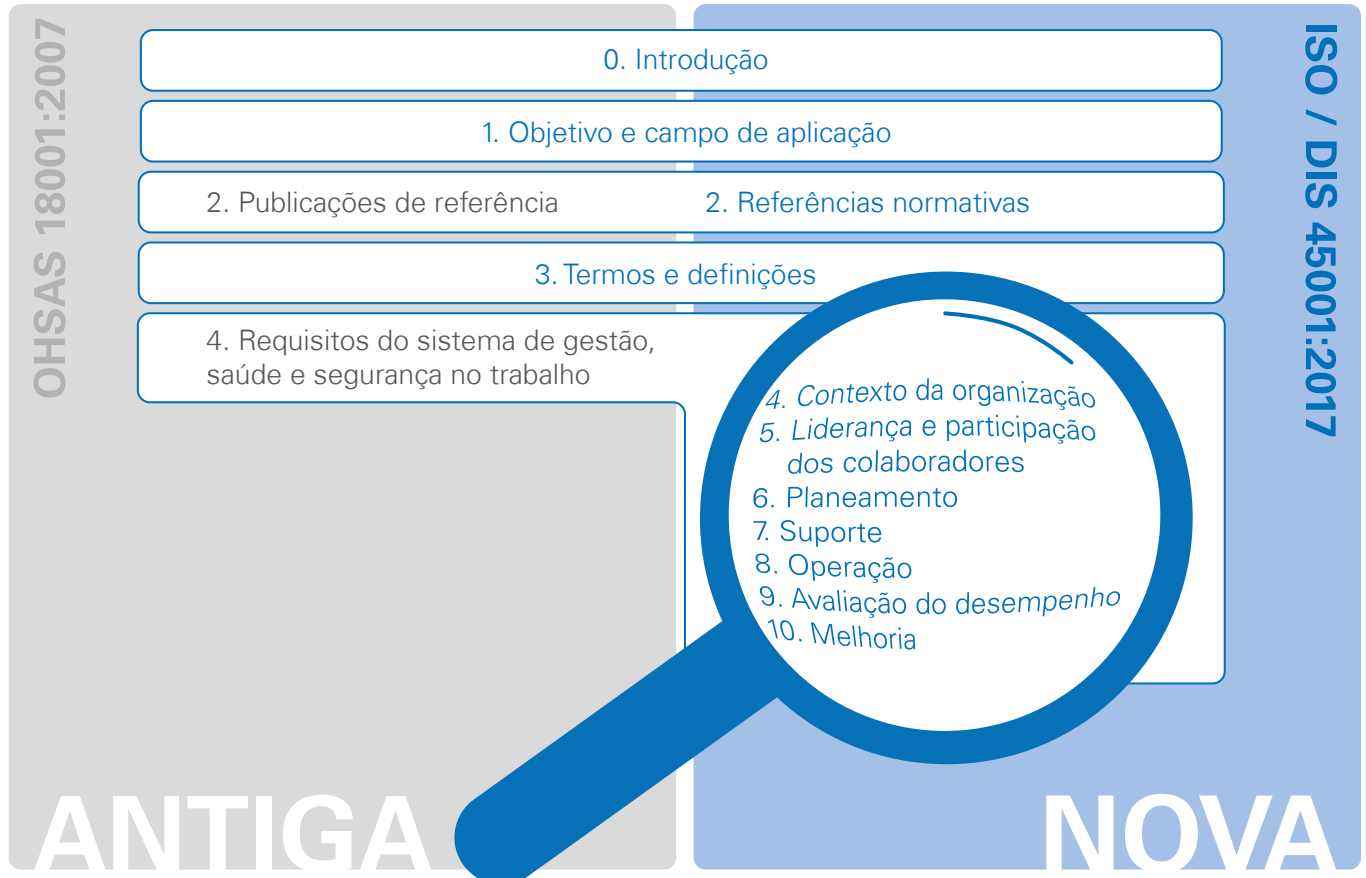 OHSAS 18001:2007
ISO / DIS 45001:2017
0. Introdução
1. Objetivo e campo de aplicação
2. Publicações de referência
2. Referências normativas
3. Termos e definições
4. Requisitos do sistema de gestão,
saúde e segurança no trabalho
4. Contexto da organização
5. Liderança e participação
dos colaboradores
6. Planeamento
7. Suporte
8. Operação
9. Avaliação do desempenho
10. Melhoria
ANTIGA
NOVA